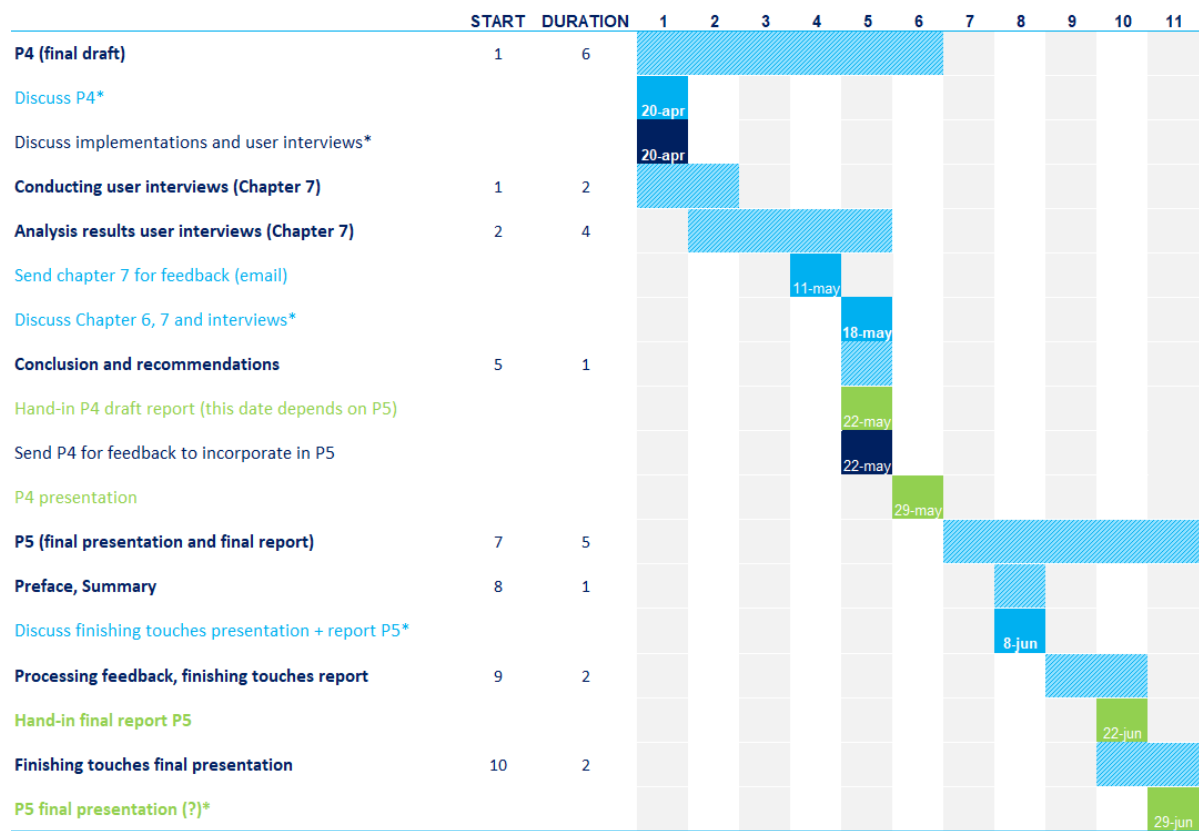 START DURATION 1 2 3 4 5 6 7 8 9 10 11
P4 (final draft) 1 6
Discuss P4* 20-apr
Discuss implementations and user interviews* 20-apr
Conducting user interviews (Chapter 7) 1 2
Analysis results user interviews (Chapter 7) 2 4
Send chapter 7 for feedback (email) 11-may
Discuss Chapter 6, 7 and interviews* 18-may
Conclusion and recommendations 5 1
Hand-in P4 draft report (this date depends on P5) 22-may
Send P4 for feedback to incorporate in P5 22-may
P4 presentation 29-may
P5 (final presentation and final report) 7 5
Preface, Summary 8 1
Discuss finishing touches presentation + report P5* 8-jun
Processing feedback, finishing touches report 9 2
Hand-in final report P5 22-jun
Finishing touches final presentation 10 2
P5 final presentation (?)* 29-jun